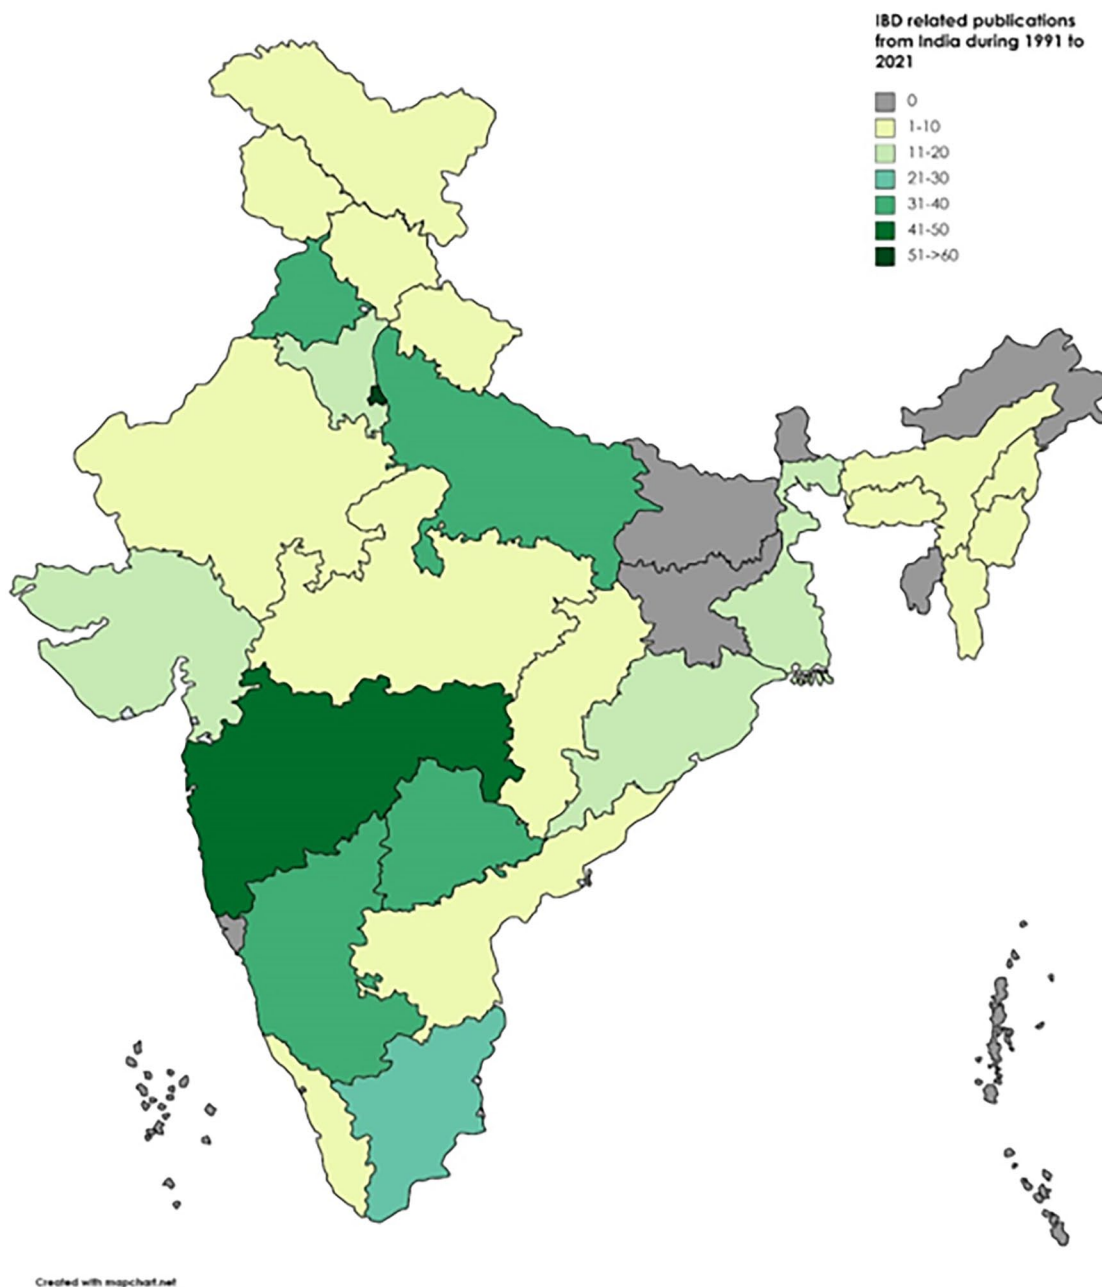 IBD related publications
from India during 1991 to
2021
0
1-10
11-20
21-30
31-40
41-50
51->60
Created with mapchart.net